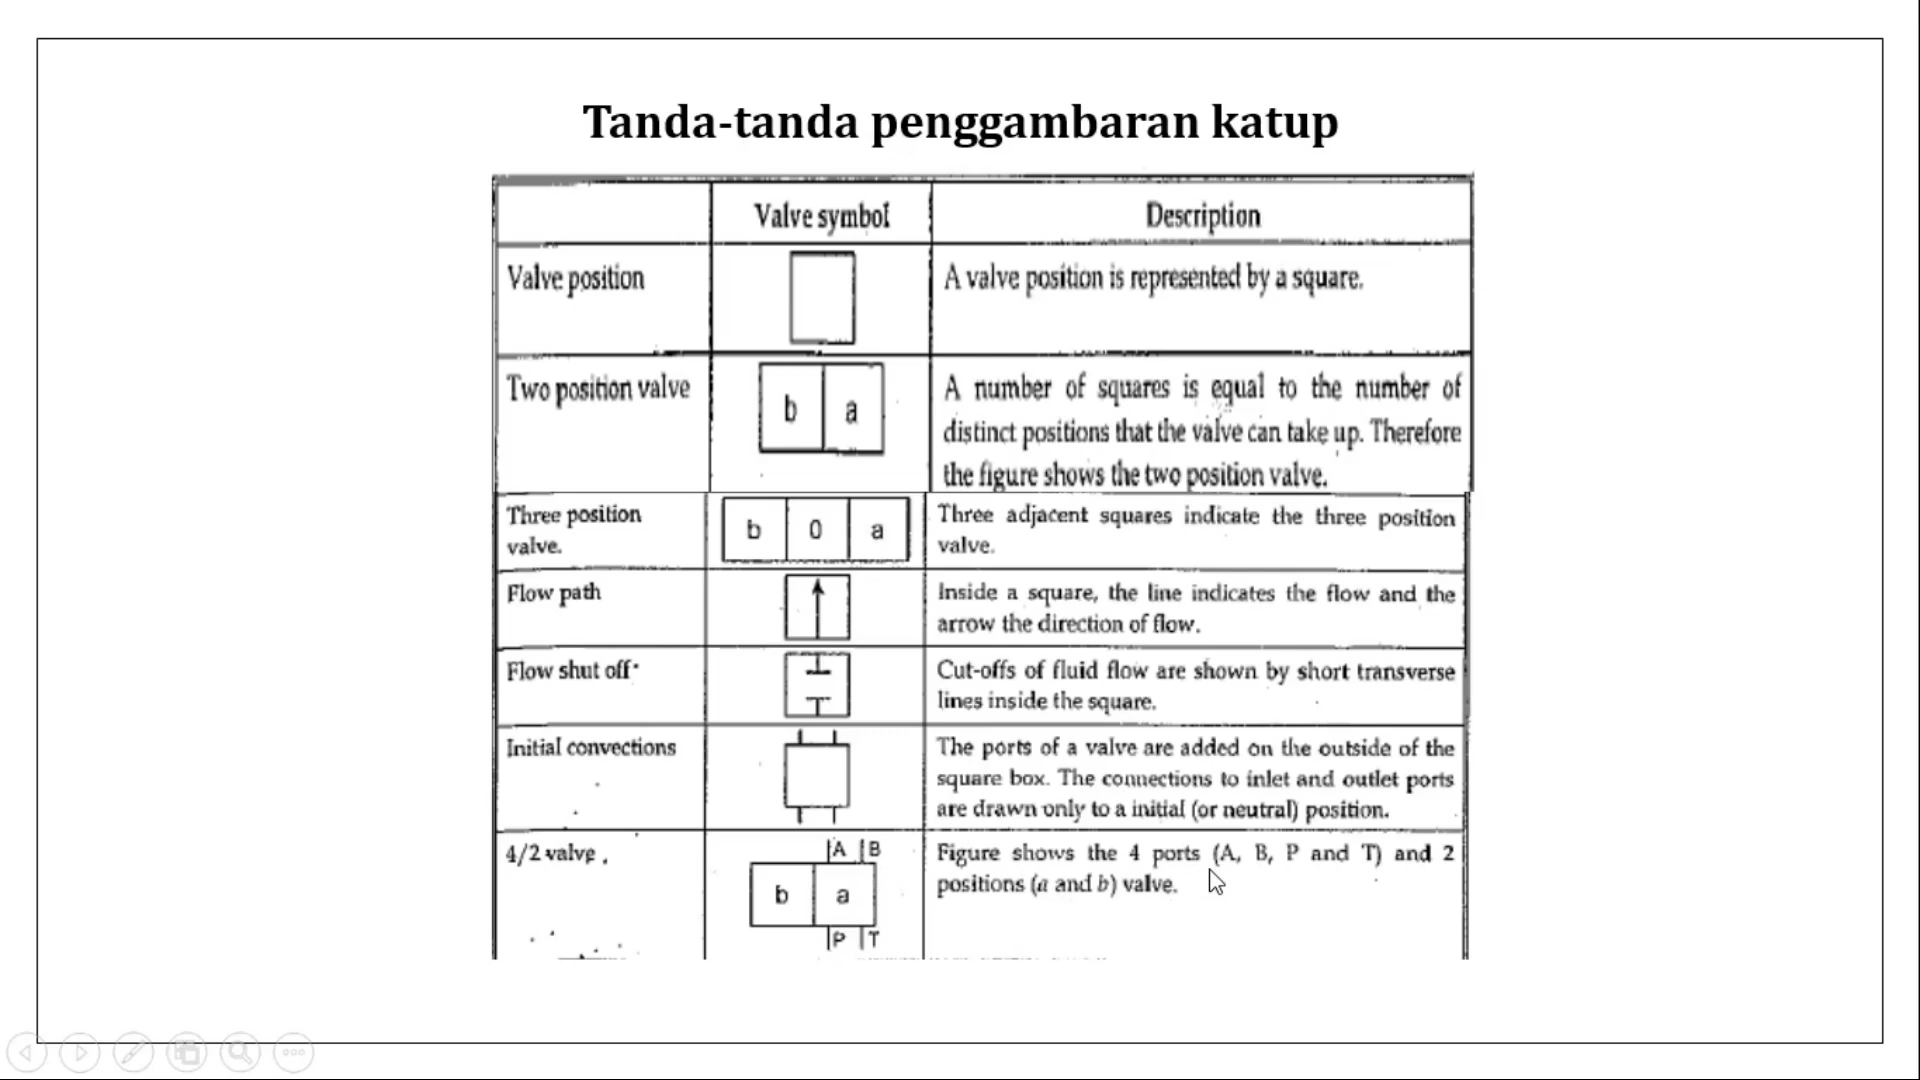 Tanda-tanda penggambaran katup
Valve symbol
Description
Valve position
A valve position is represented by a square.
Two position valve
b a
A number of squares is equal to the number of
distinct positions that the valve can take up. Therefore
the figure shows the two position valve.
Three position
valve.
b 0 a
Three adjacent squares indicate the three position
valve.
Flow path
Inside a square, the line indicates the flow and the
arrow the direction of flow.
Flow shut off
Cut-offs of fluid flow are shown by short transverse
lines inside the square.
Initial convections
The ports of a valve are added on the outside of the
square box. The connections to inlet and outlet ports
are drawn only to a initial (or neutral) position.
4/2 valve
A B
b a
P T
Figure shows the 4 ports (A, B, P and T) and 2
positions (a and b) valve.